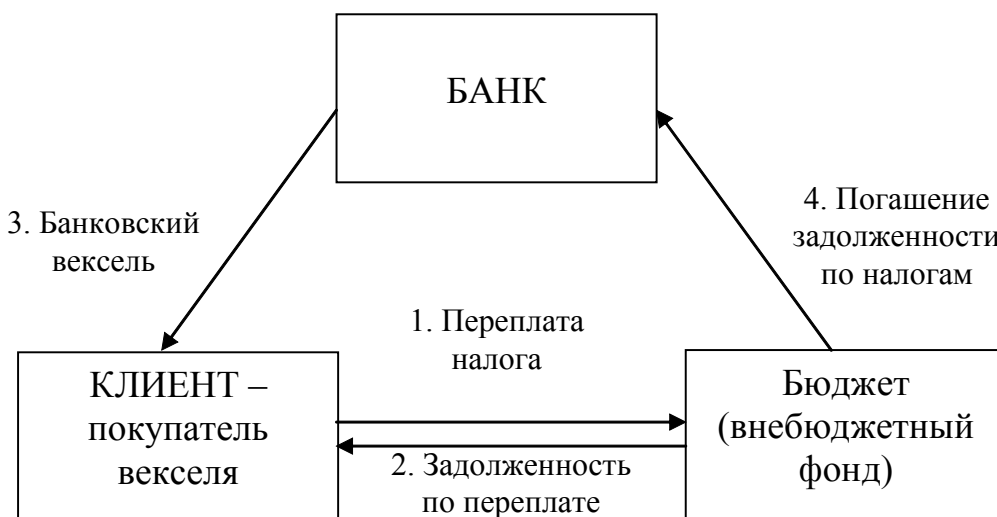 БАНК
3. Банковский
вексель
4. Погашение
задолженности
по налогам
1. Переплата
налога
КЛИЕНТ –
покупатель
векселя
Бюджет
(внебюджетный
фонд)
2. Задолженность
по переплате